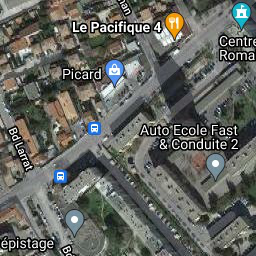 Le Pacifique 4
Centre
Roma
Picard
Auto Ecole Fast
& Conduite 2
Bd Larrat
épistage